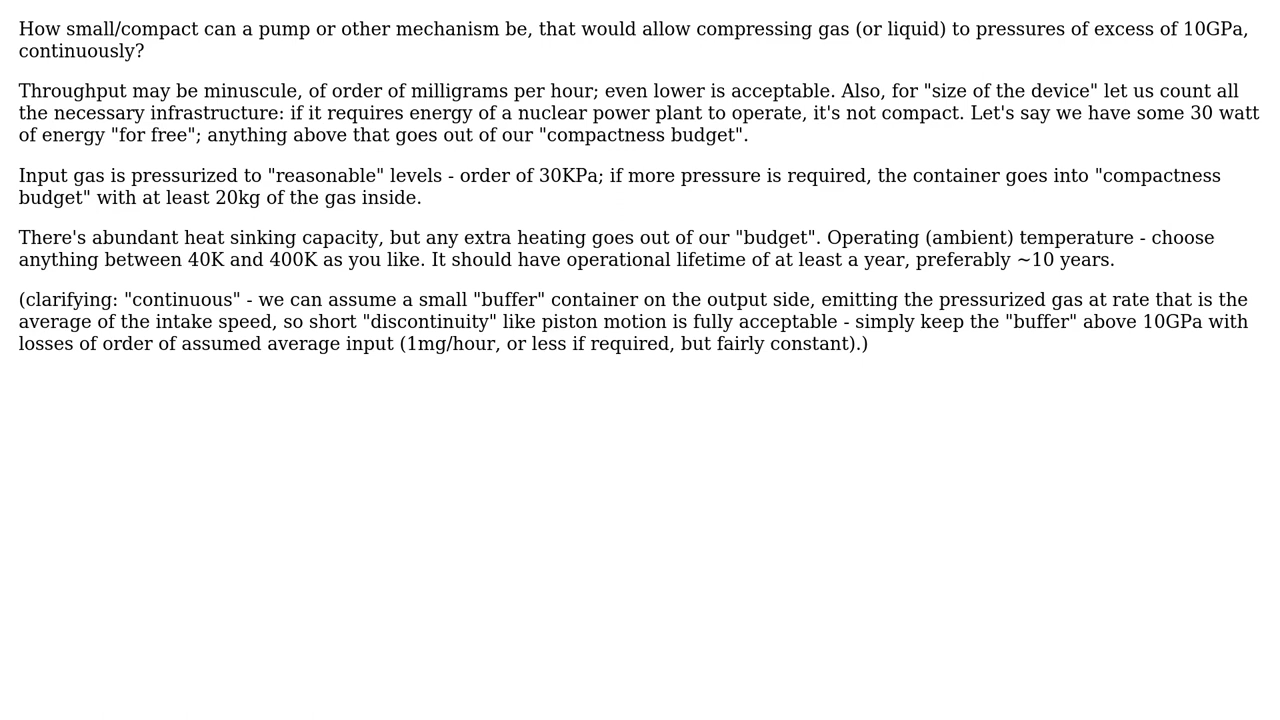 How small/compact can a pump or other mechanism be, that would allow compressing gas (or liquid) to pressures of excess of 10GPa,
continuously?
Throughput may be minuscule, of order of milligrams per hour; even lower is acceptable. Also, for "size of the device" let us count all
the necessary infrastructure: if it requires energy of a nuclear power plant to operate, it's not compact. Let's say we have some 30 watt
of energy "for free"; anything above that goes out of our "compactness budget".
Input gas is pressurized to "reasonable" levels - order of 30KPa; if more pressure is required, the container goes into "compactness
budget" with at least 20kg of the gas inside.
There's abundant heat sinking capacity, but any extra heating goes out of our "budget". Operating (ambient) temperature - choose
anything between 40K and 400K as you like. It should have operational lifetime of at least a year, preferably ~10 years.
(clarifying: "continuous" - we can assume a small "buffer" container on the output side, emitting the pressurized gas at rate that is the
average of the intake speed, so short "discontinuity" like piston motion is fully acceptable - simply keep the "buffer" above 10GPa with
losses of order of assumed average input (1mg/hour, or less if required, but fairly constant).)